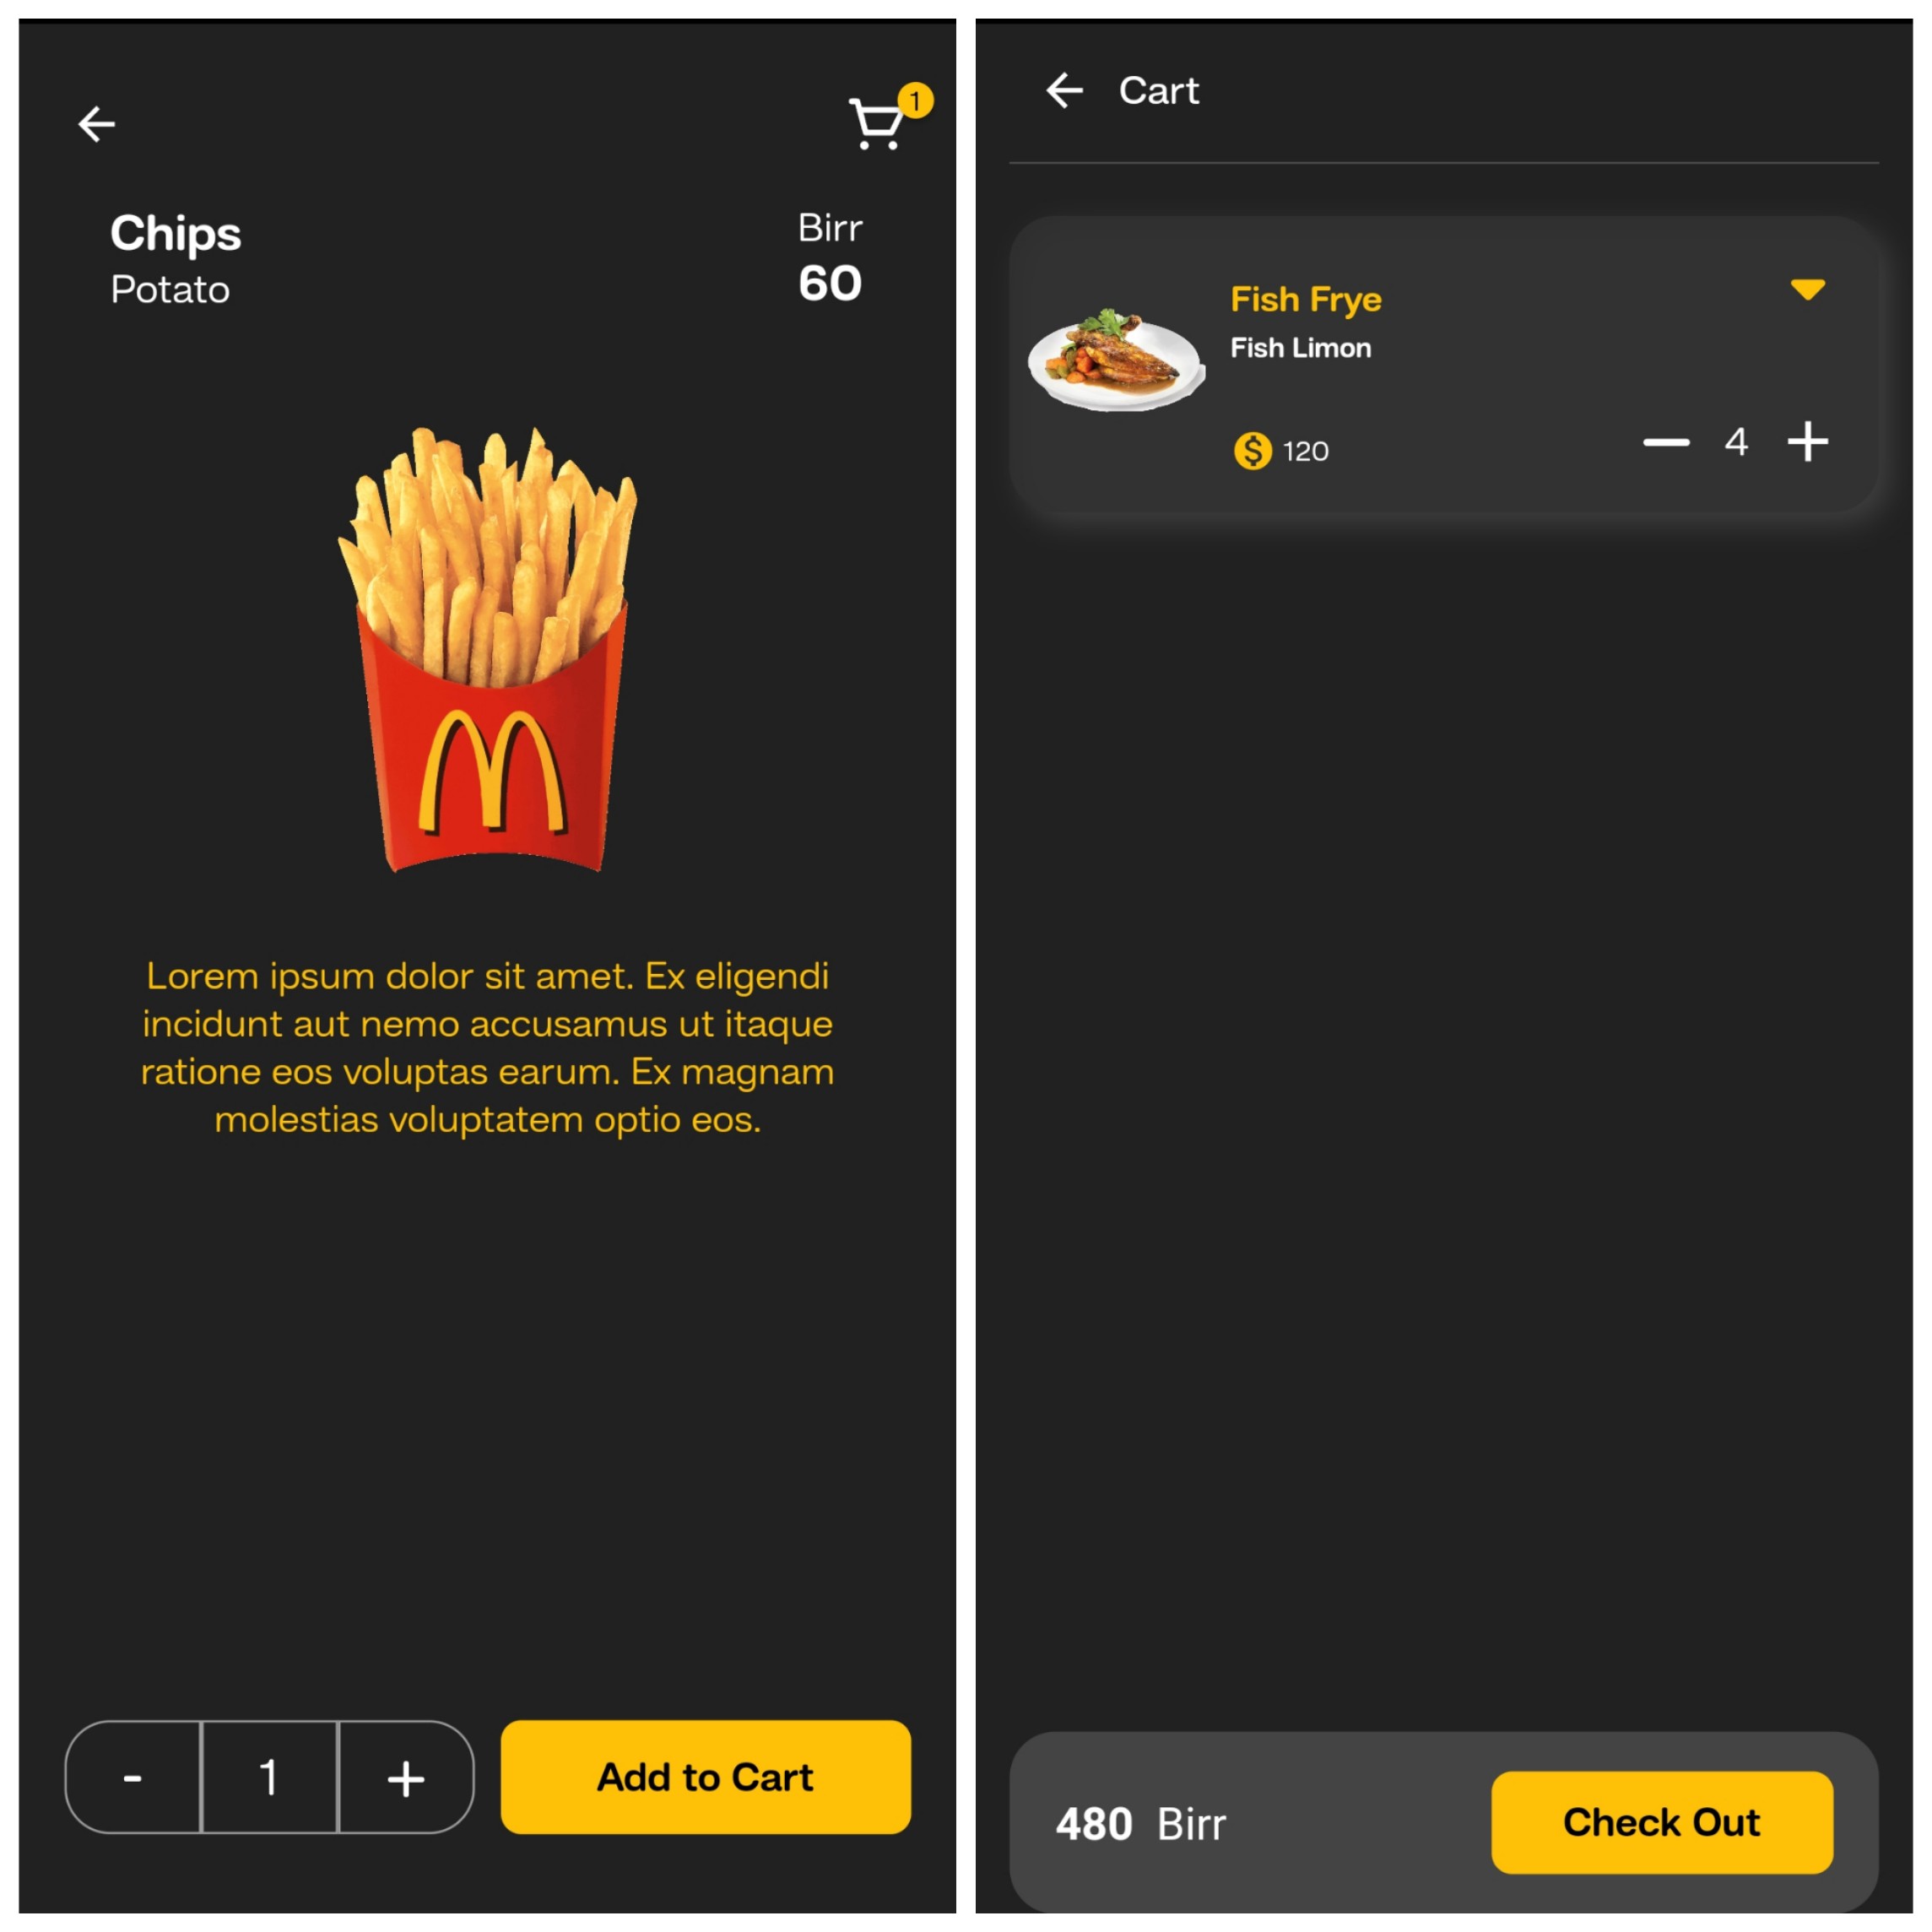 1
Chips
Potato
Birr
60
Lorem ipsum dolor sit amet. Ex eligendi
incidunt aut nemo accusamus ut itaque
ratione eos voluptas earum. Ex magnam
molestias voluptatem optio eos.
- 1 +
Add to Cart
Cart
Fish Frye
Fish Limon
$ 120
4
480 Birr
Check Out